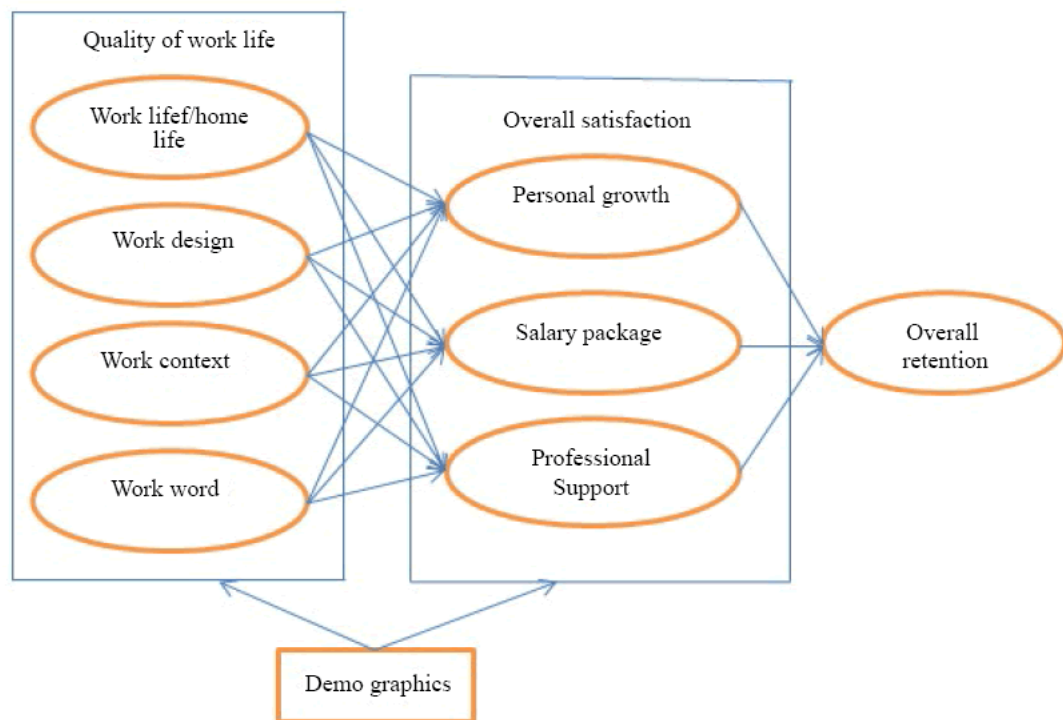 Quality of work life
Work lifef/home
life
Work design
Work context
Work word
Overall satisfaction
Personal growth
Salary package
Professional
Support
Overall
retention
Demo graphics